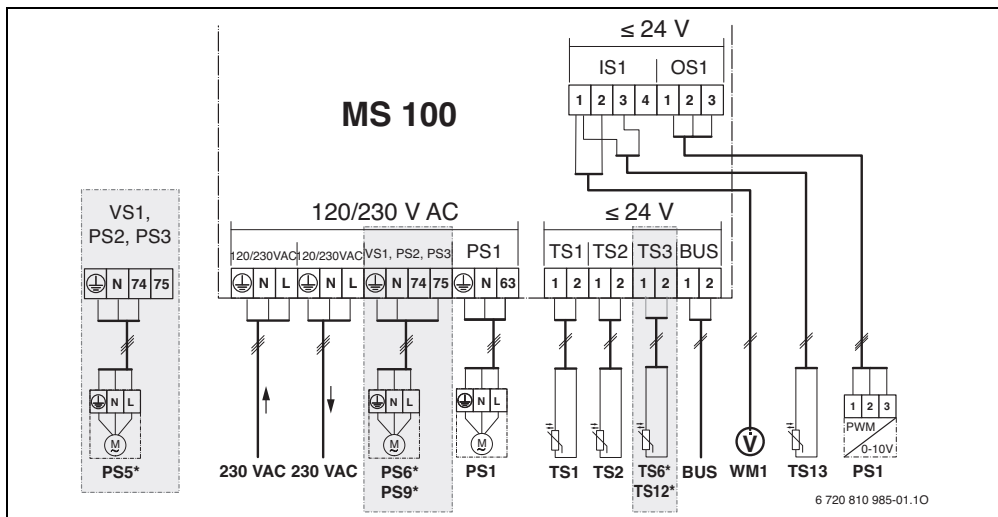 ≤ 24 V
IS1 OS1
1 2 3 4 1 2 3
MS 100
VS1,
PS2, PS3
120/230 V AC
≤ 24 V
120/230VAC 120/230VAC VS1, PS2, PS3 PS1 TS1 TS2 TS3 BUS
N 74 75
N L N L N 74 75 N 63 1 2 1 2 1 2 1 2
N L
N L
N L
1 2 3
PWM
0-10V
M
M
M
V̇
PS5* 230 VAC 230 VAC PS6* PS1 TS1 TS2 TS6* BUS WM1 TS13 PS1
PS9* TS12*
6 720 810 985-01.1O